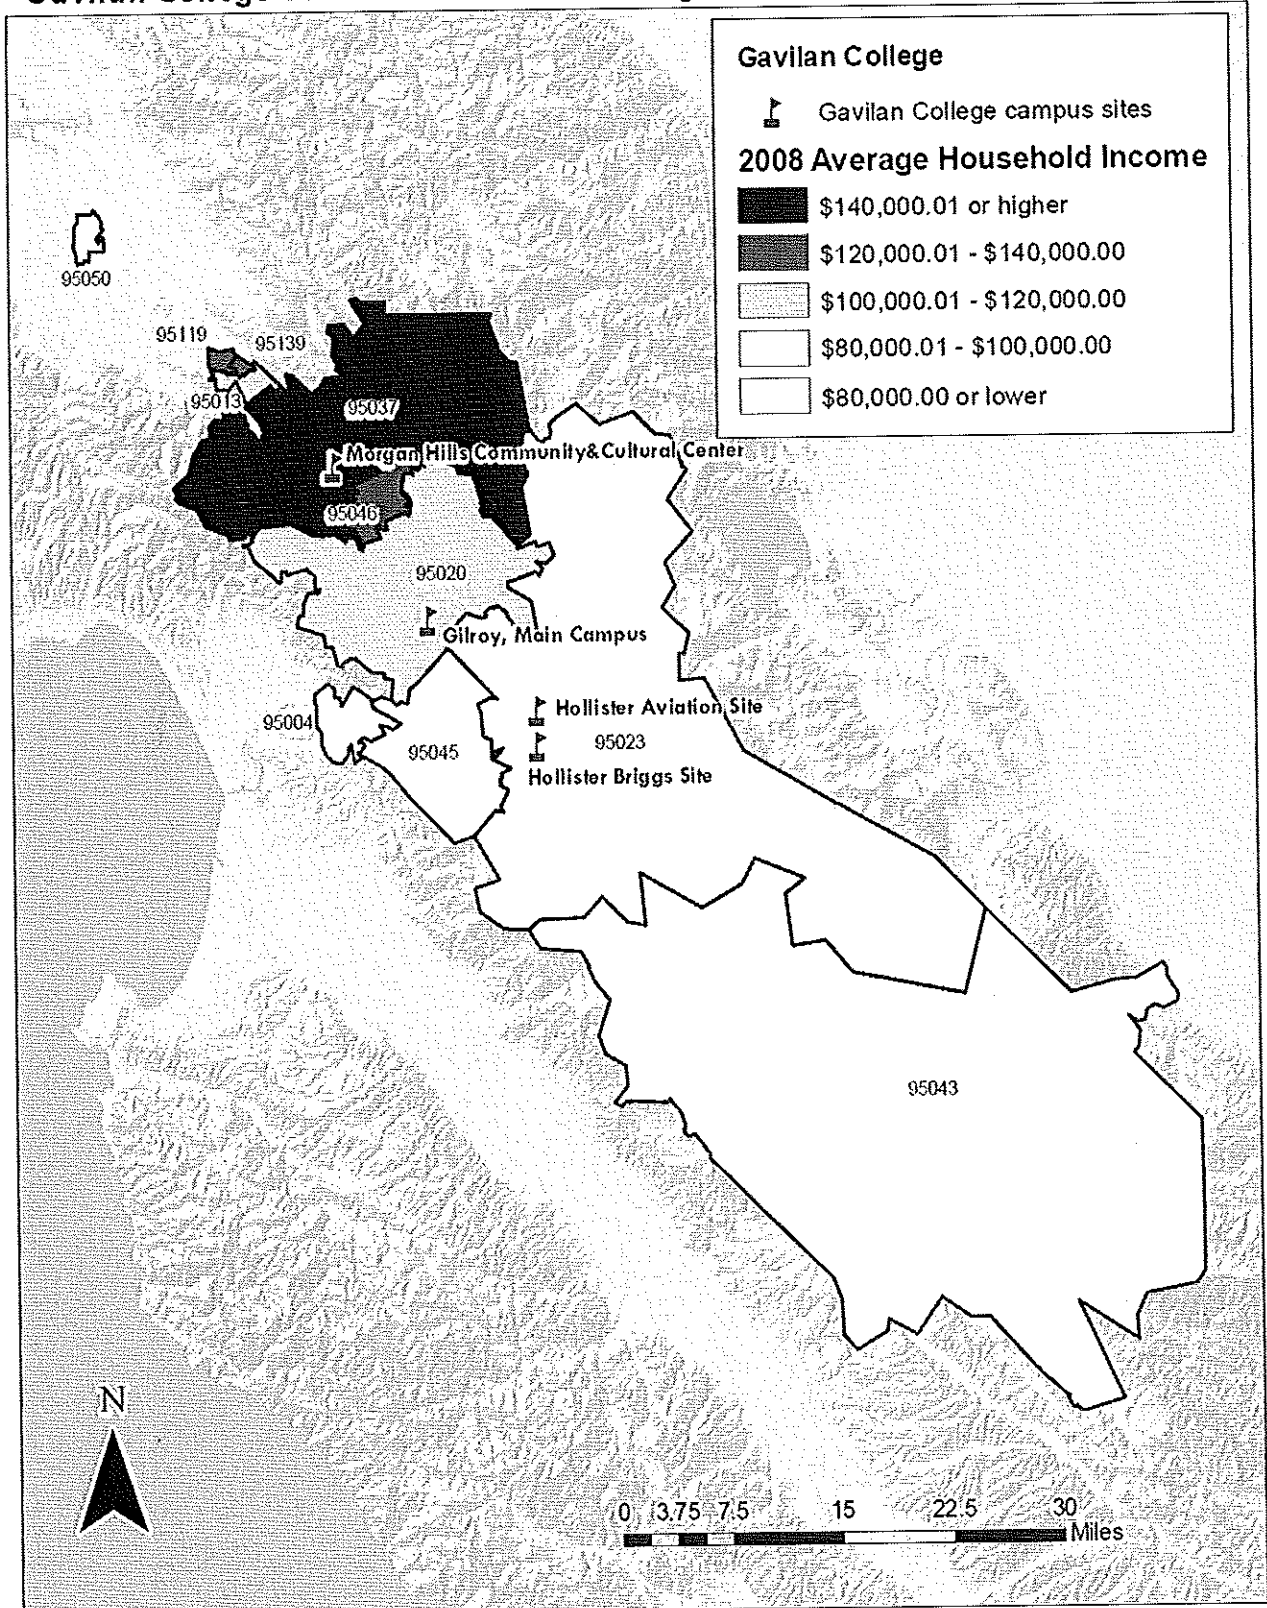 Gavilan College
Gavilan College campus sites
2008 Average Household Income
$140,000.01 or higher
$120,000.01 - $140,000.00
$100,000.01 - $120,000.00
$80,000.01 - $100,000.00
$80,000.00 or lower
95050
95119
95139
95013
95037
Morgan Hills Community&Cultural Center
95046
95020
Gilroy, Main Campus
95004
95045
Hollister Aviation Site
95023
Hollister Briggs Site
95043
N
0 3.75 7.5 15 22.5 30
Miles